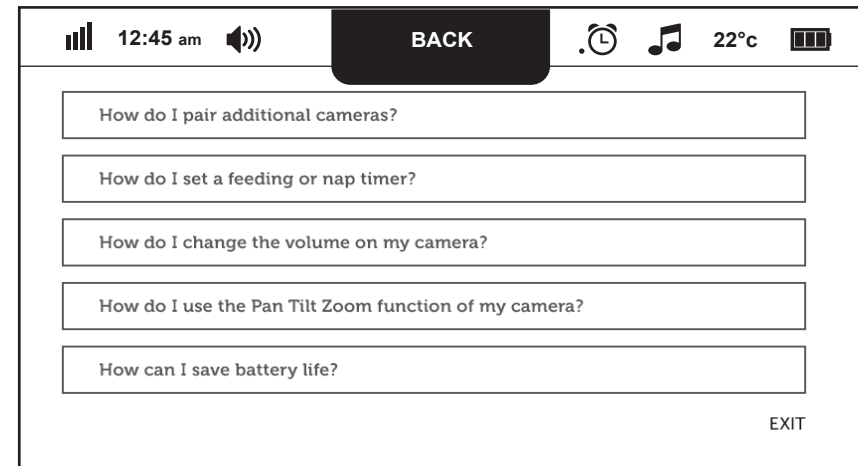 12:45 am BACK 22°c
How do I pair additional cameras?
How do I set a feeding or nap timer?
How do I change the volume on my camera?
How do I use the Pan Tilt Zoom function of my camera?
How can I save battery life?
EXIT